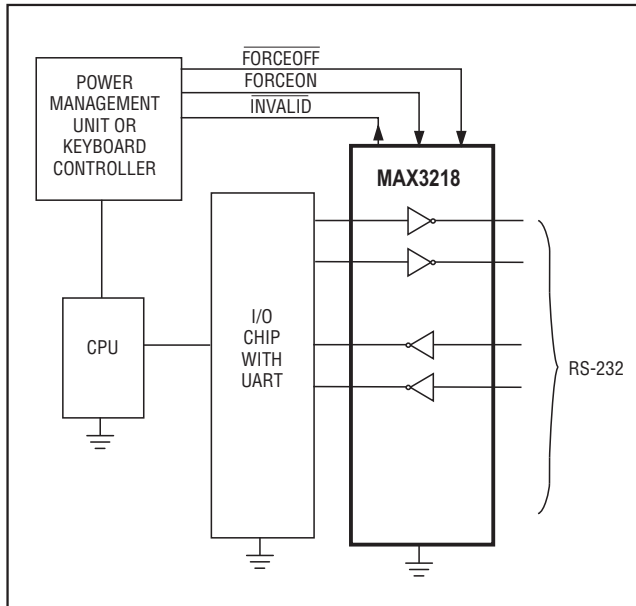 FORCEOFF
FORCEON
INVALID
POWER
MANAGEMENT
UNIT OR
KEYBOARD
CONTROLLER
MAX3218
CPU
I/O
CHIP
WITH
UART
RS-232